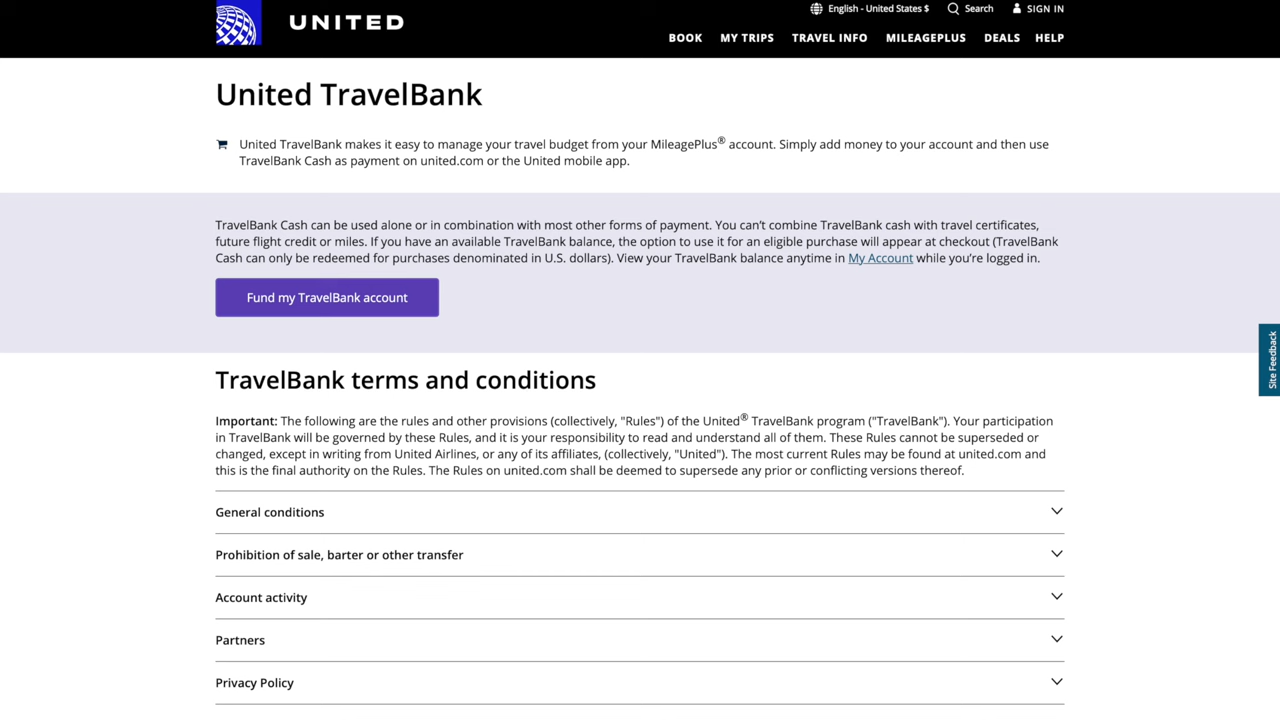 UNITED
English - United States $ Search SIGN IN
BOOK MY TRIPS TRAVEL INFO MILEAGEPLUS DEALS HELP
United TravelBank
United TravelBank makes it easy to manage your travel budget from your MileagePlus® account. Simply add money to your account and then use
TravelBank Cash as payment on united.com or the United mobile app.
TravelBank Cash can be used alone or in combination with most other forms of payment. You can’t combine TravelBank cash with travel certificates,
future flight credit or miles. If you have an available TravelBank balance, the option to use it for an eligible purchase will appear at checkout (TravelBank
Cash can only be redeemed for purchases denominated in U.S. dollars). View your TravelBank balance anytime in My Account while you’re logged in.
Fund my TravelBank account
Site Feedback
TravelBank terms and conditions
Important: The following are the rules and other provisions (collectively, "Rules") of the United® TravelBank program ("TravelBank"). Your participation
in TravelBank will be governed by these Rules, and it is your responsibility to read and understand all of them. These Rules cannot be superseded or
changed, except in writing from United Airlines, or any of its affiliates, (collectively, "United"). The most current Rules may be found at united.com and
this is the final authority on the Rules. The Rules on united.com shall be deemed to supersede any prior or conflicting versions thereof.
General conditions
Prohibition of sale, barter or other transfer
Account activity
Partners
Privacy Policy